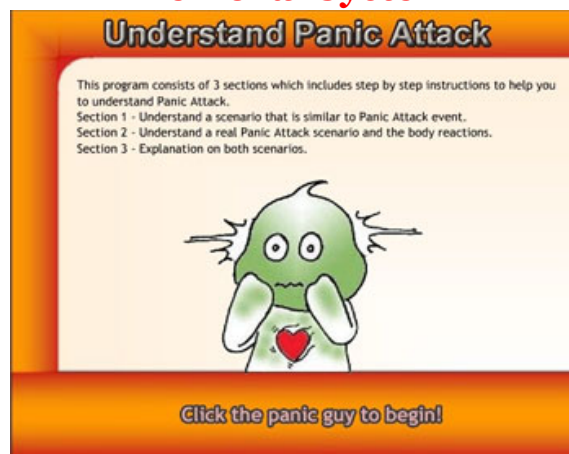 Understand Panic Attack
This program consists of 3 sections which includes step by step instructions to help you
to understand Panic Attack.
Section 1 - Understand a scenario that is similar to Panic Attack event.
Section 2 - Understand a real Panic Attack scenario and the body reactions.
Section 3 - Explanation on both scenarios.
Click the panic guy to begin!